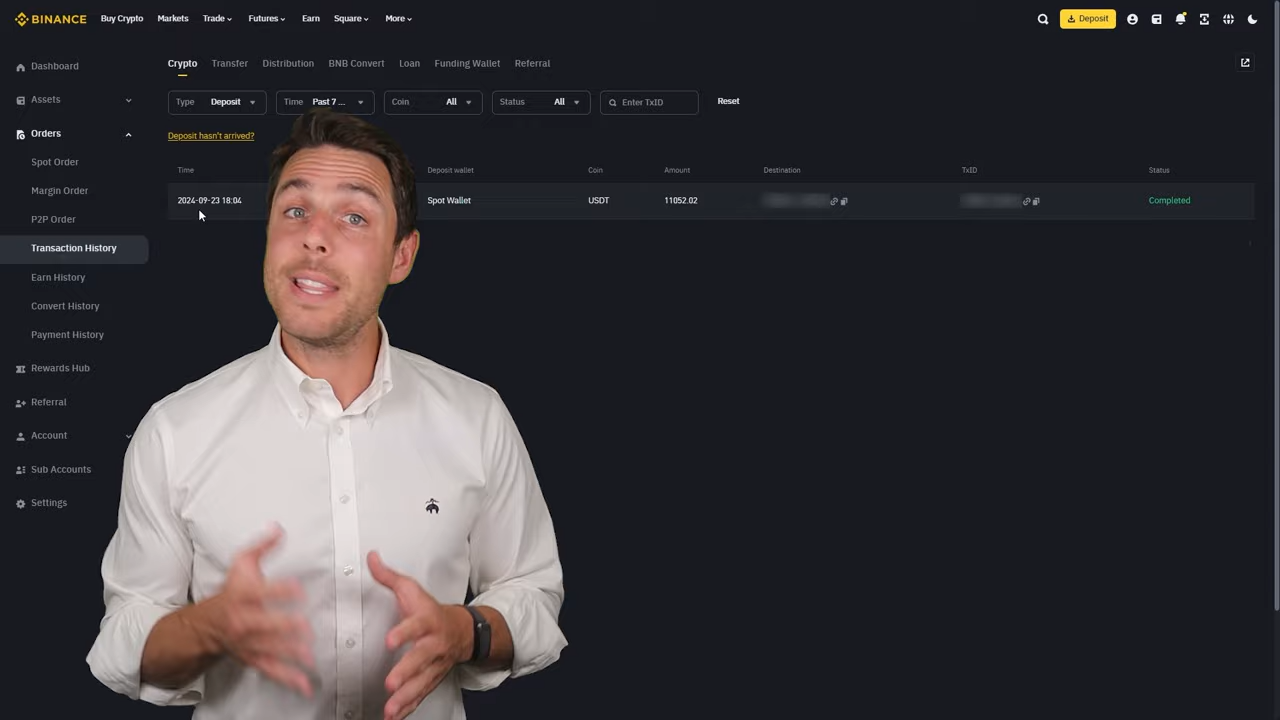 BINANCE Buy Crypto Markets Trade Futures Earn Square More Deposit
Crypto Transfer Distribution BNB Convert Loan Funding Wallet Referral
Type Deposit Time Past 7 ... Coin All Status All Enter TxID Reset
Deposit hasn't arrived?
Time Deposit wallet Coin Amount Destination TxID Status
2024-09-23 18:04 Spot Wallet USDT 11052.02 Completed
Dashboard
Assets
Orders
Spot Order
Margin Order
P2P Order
Transaction History
Earn History
Convert History
Payment History
Rewards Hub
Referral
Account
Sub Accounts
Settings